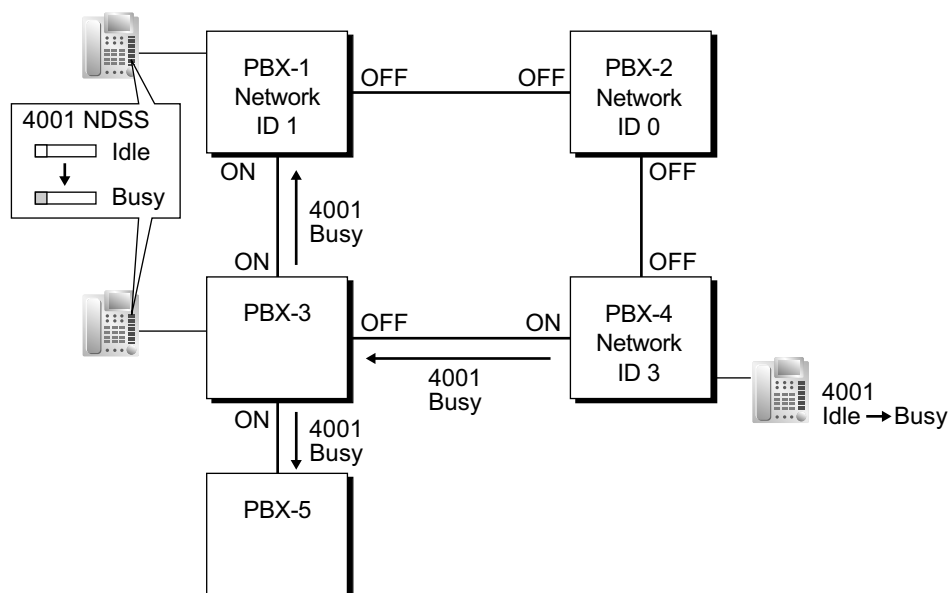 PBX-1
Network
ID 1
OFF
OFF
PBX-2
Network
ID 0
4001 NDSS
Idle
Busy
ON
OFF
4001
Busy
ON
OFF
PBX-3
OFF
ON
PBX-4
Network
ID 3
4001
Busy
4001
Idle → Busy
ON
4001
Busy
PBX-5